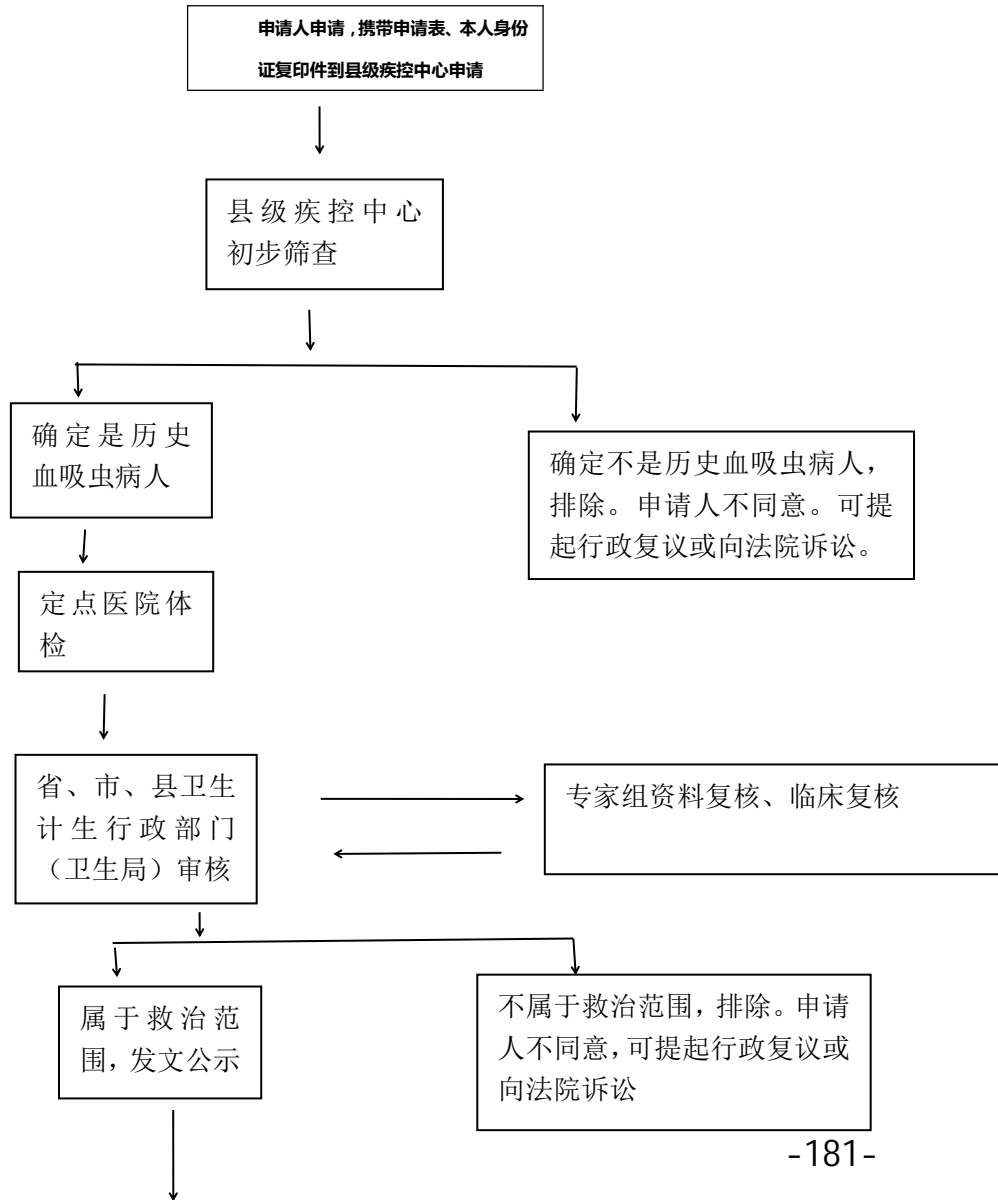 申请人申请，携带申请表、本人身份
证复印件到县级疾控中心申请
县级疾控中心
初步筛查
确定是历史
血吸虫病人
确定不是历史血吸虫病人，
排除。申请人不同意。可提
起行政复议或向法院诉讼。
定点医院体
检
省、市、县卫生
计生行政部门
（卫生局）审核
专家组资料复核、临床复核
属于救治范
围，发文公示
不属于救治范围，排除。申请
人不同意，可提起行政复议或
向法院诉讼
-181-